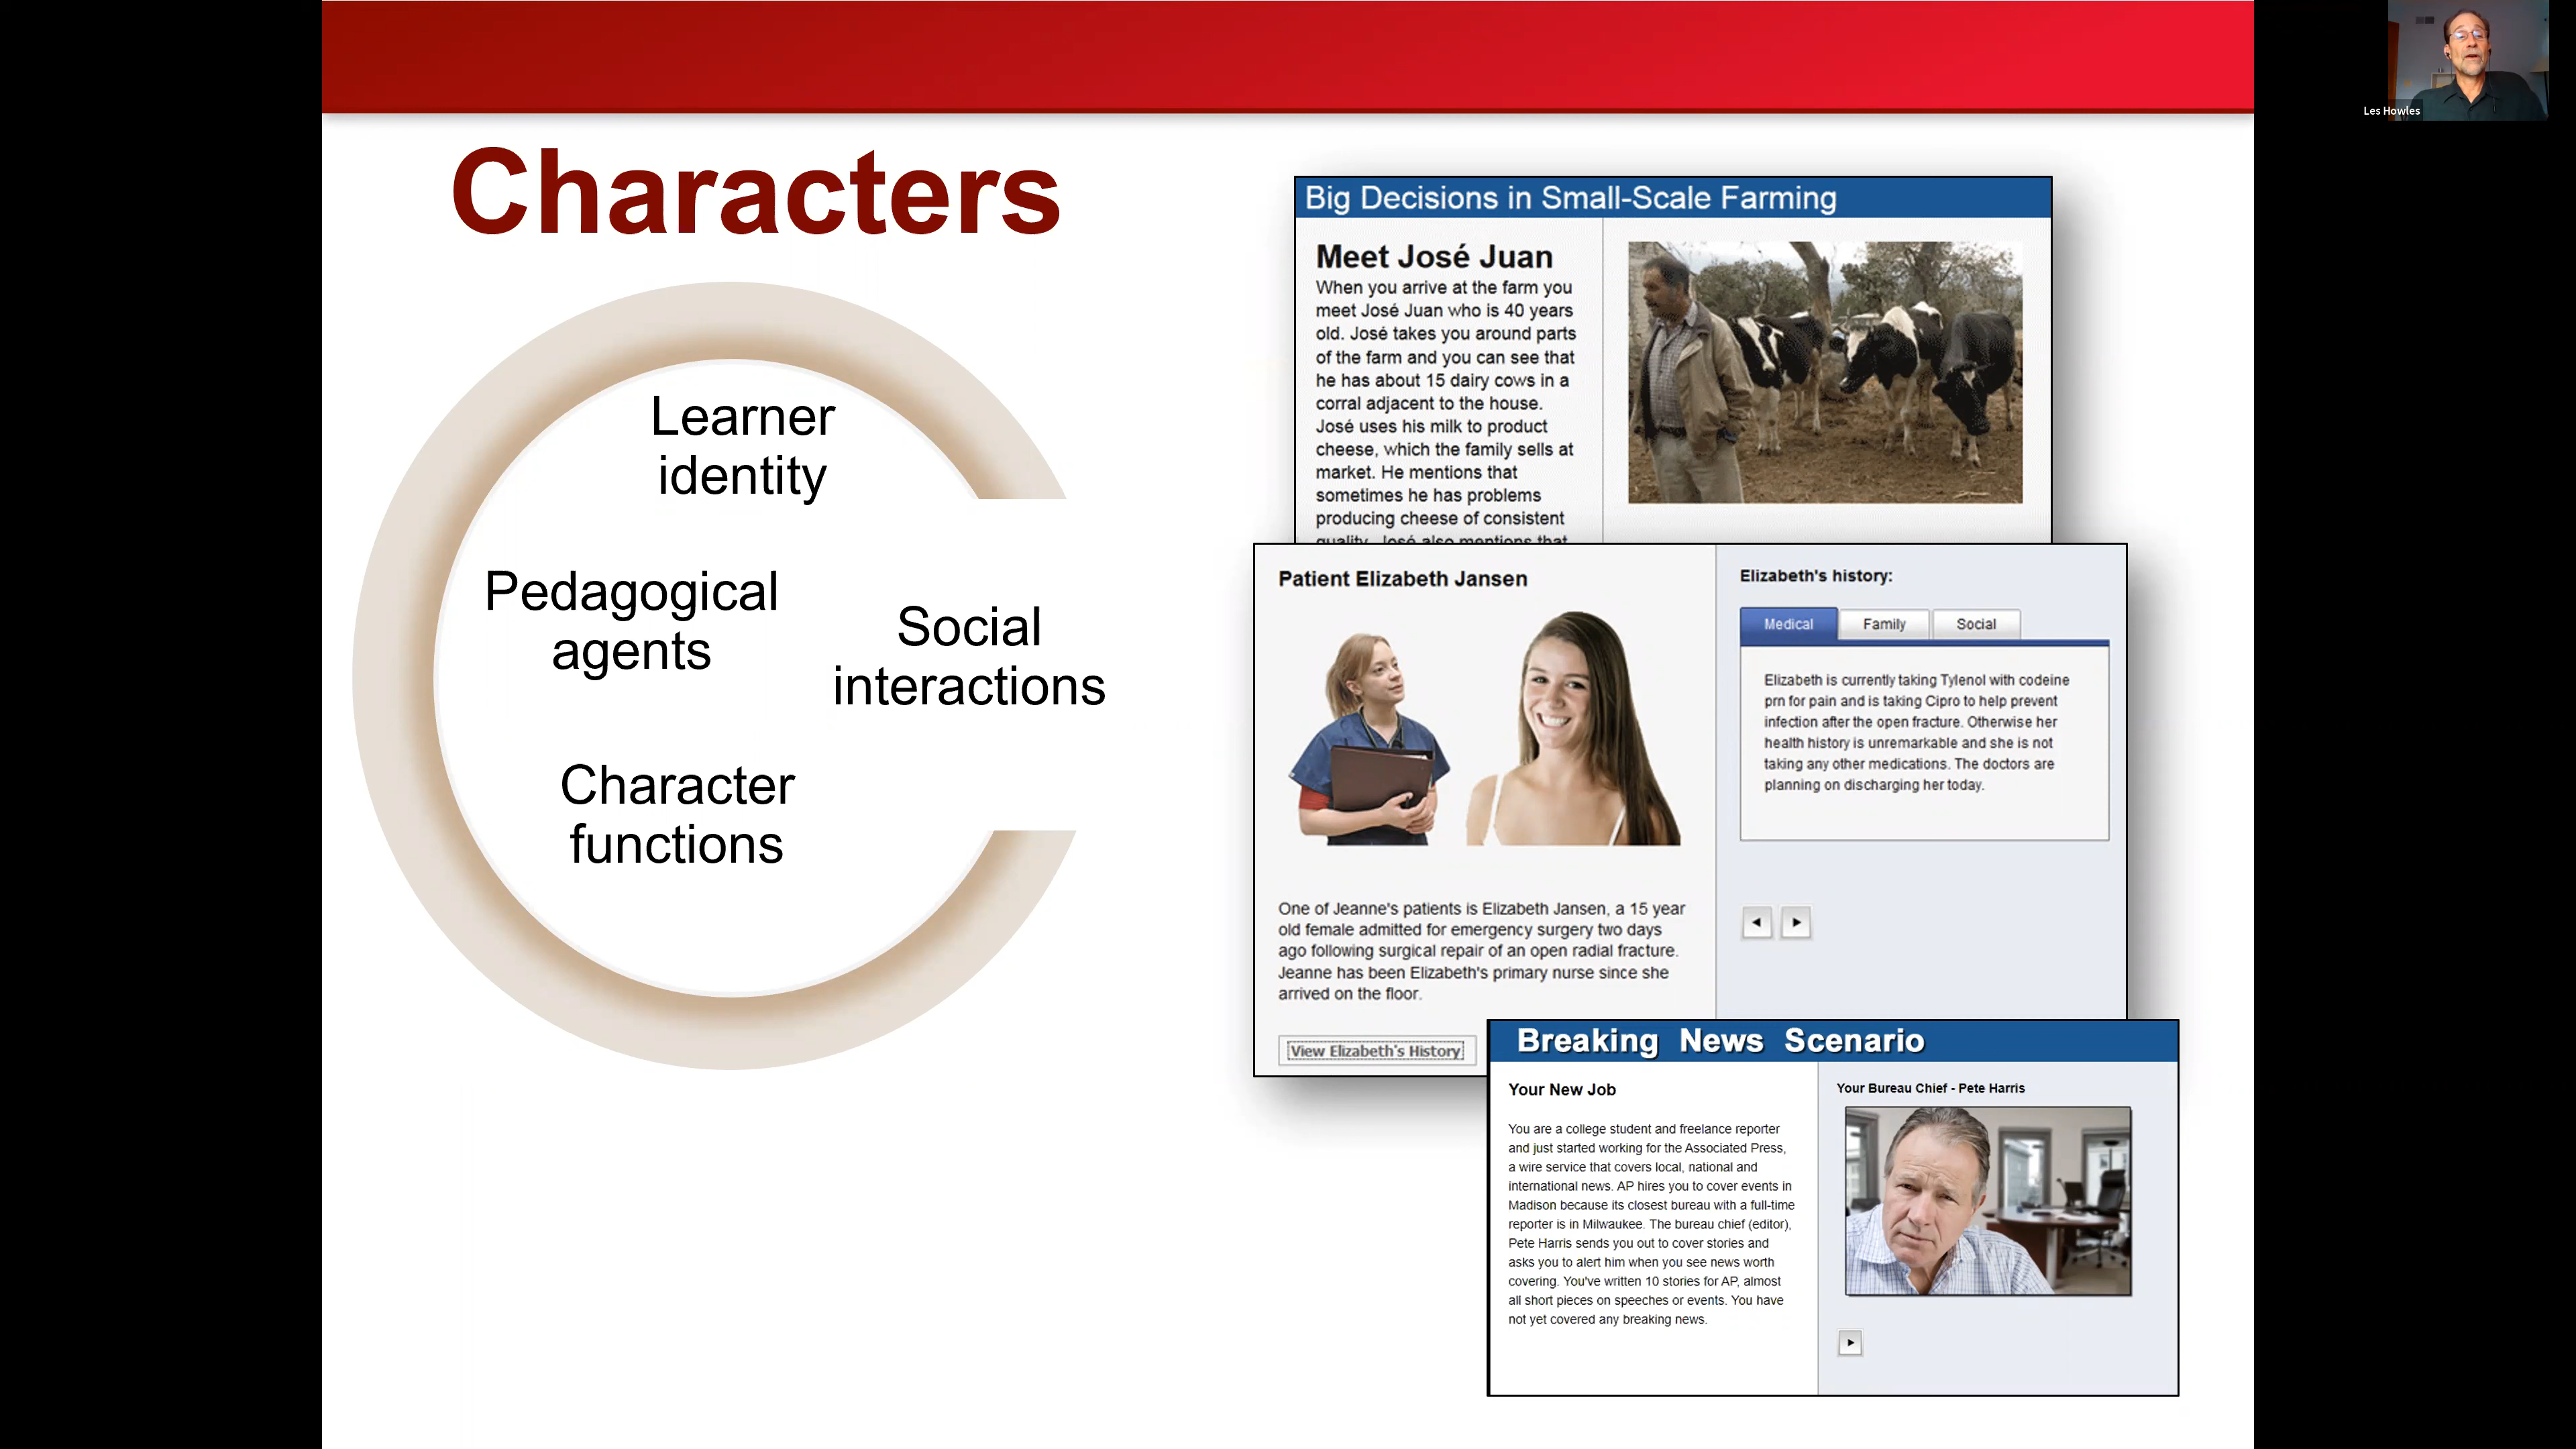 Les Howles
Characters
Learner
identity
Pedagogical
agents
Social
interactions
Character
functions
Big Decisions in Small-Scale Farming
Meet José Juan
When you arrive at the farm you
meet José Juan who is 40 years
old. José takes you around parts
of the farm and you can see that
he has about 15 dairy cows in a
corral adjacent to the house.
José uses his milk to product
cheese, which the family sells at
market. He mentions that
sometimes he has problems
producing cheese of consistent
quality. José also mentions that
Patient Elizabeth Jansen
One of Jeanne's patients is Elizabeth Jansen, a 15 year
old female admitted for emergency surgery two days
ago following surgical repair of an open radial fracture.
Jeanne has been Elizabeth's primary nurse since she
arrived on the floor.
View Elizabeth's History
Elizabeth's history:
Medical Family Social
Elizabeth is currently taking Tylenol with codeine
prn for pain and is taking Cipro to help prevent
infection after the open fracture. Otherwise her
health history is unremarkable and she is not
taking any other medications. The doctors are
planning on discharging her today.
Breaking News Scenario
Your New Job
You are a college student and freelance reporter
and just started working for the Associated Press,
a wire service that covers local, national and
international news. AP hires you to cover events in
Madison because its closest bureau with a full-time
reporter is in Milwaukee. The bureau chief (editor),
Pete Harris sends you out to cover stories and
asks you to alert him when you see news worth
covering. You've written 10 stories for AP, almost
all short pieces on speeches or events. You have
not yet covered any breaking news.
Your Bureau Chief - Pete Harris